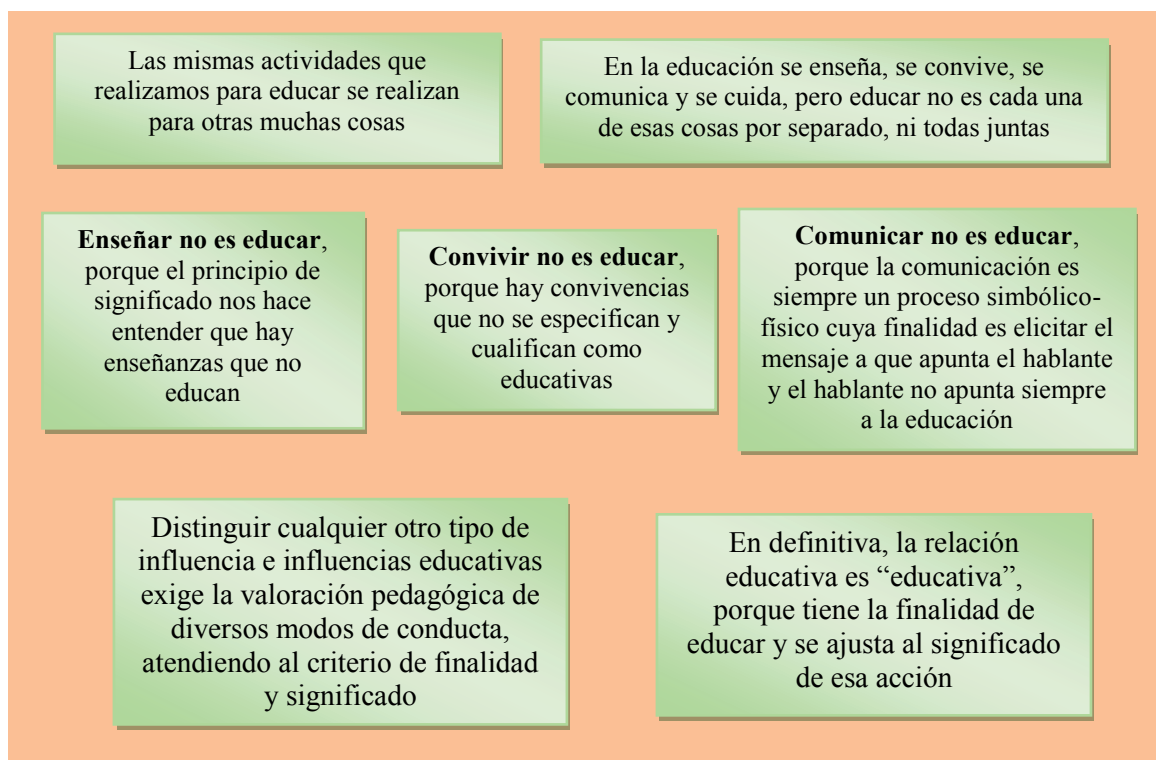 Las mismas actividades que
realizamos para educar se realizan
para otras muchas cosas
En la educación se enseña, se convive, se
comunica y se cuida, pero educar no es cada una
de esas cosas por separado, ni todas juntas
Enseñar no es educar,
porque el principio de
significado nos hace
entender que hay
enseñanzas que no
educan
Convivir no es educar,
porque hay convivencias
que no se especifican y
cualifican como
educativas
Comunicar no es educar,
porque la comunicación es
siempre un proceso simbólico-
físico cuya finalidad es elicitar el
mensaje a que apunta el hablante
y el hablante no apunta siempre
a la educación
Distinguir cualquier otro tipo de
influencia e influencias educativas
exige la valoración pedagógica de
diversos modos de conducta,
atendiendo al criterio de finalidad
y significado
En definitiva, la relación
educativa es “educativa”,
porque tiene la finalidad de
educar y se ajusta al significado
de esa acción